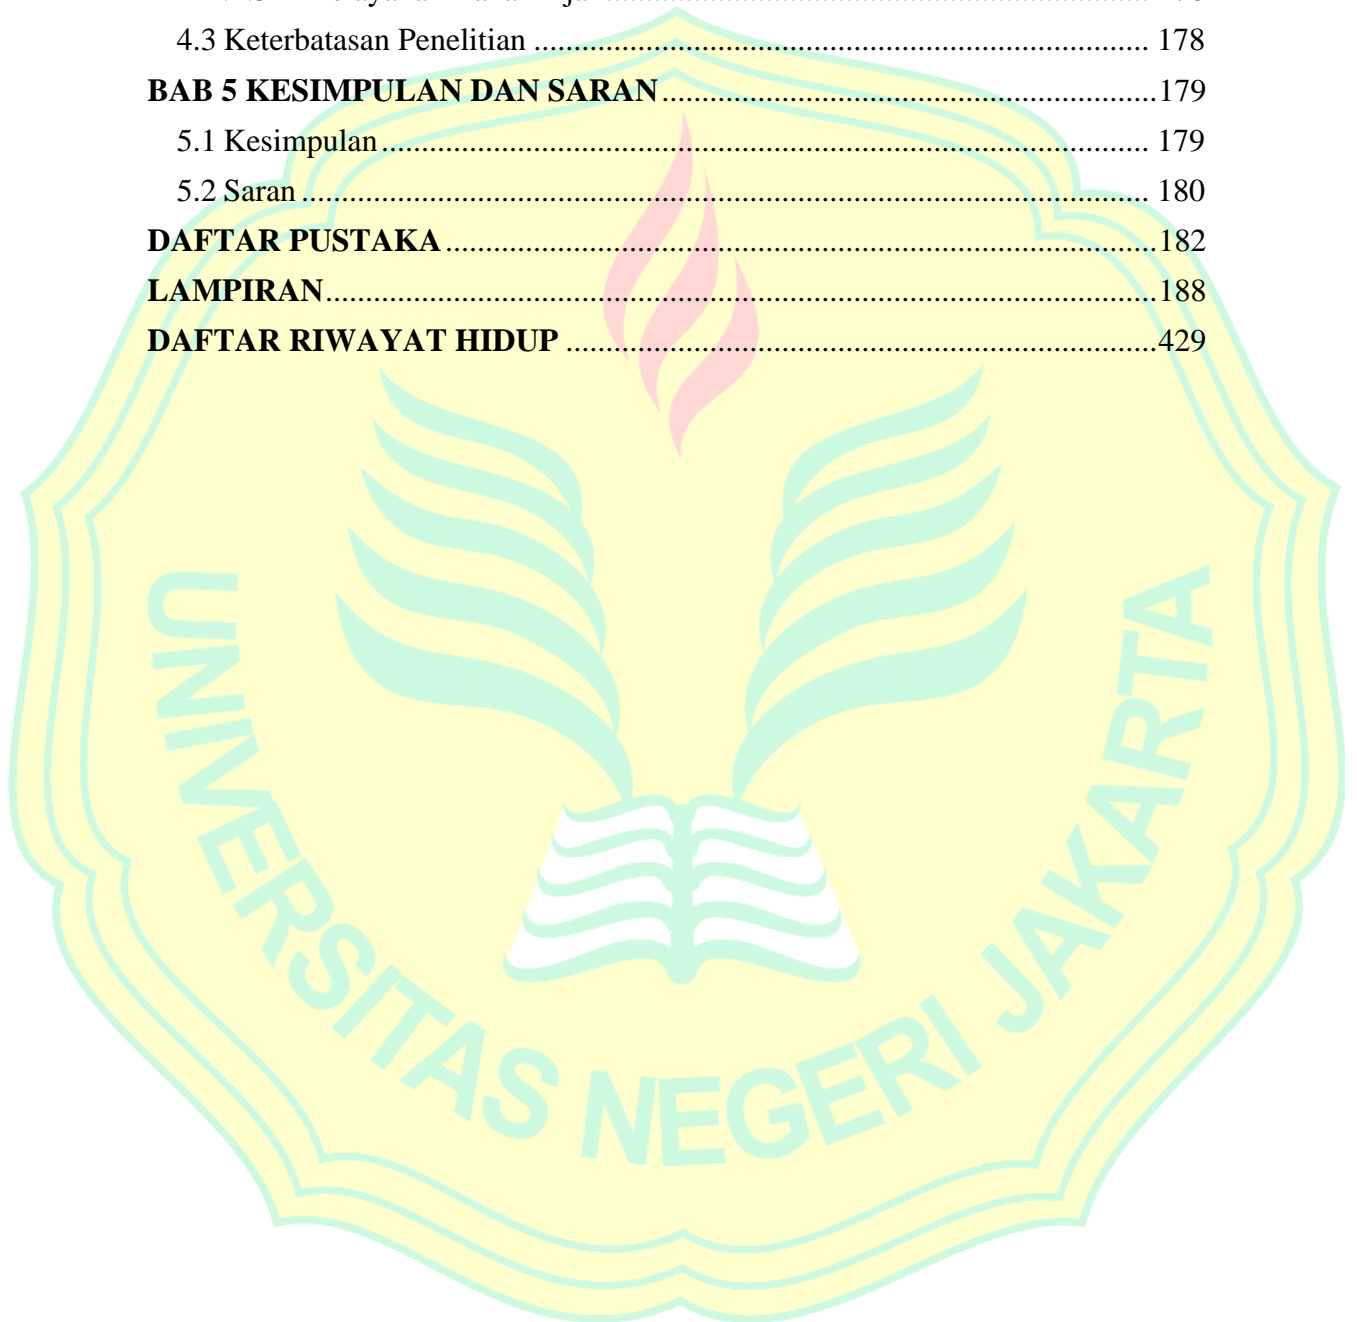 4.3 Keterbatasan Penelitian ............................................................................. 178
BAB 5 KESIMPULAN DAN SARAN ..............................................................179
5.1 Kesimpulan ................................................................................................ 179
5.2 Saran .......................................................................................................... 180
DAFTAR PUSTAKA .........................................................................................182
LAMPIRAN ........................................................................................................188
DAFTAR RIWAYAT HIDUP ..........................................................................429
UNIVERSITAS NEGERI JAKARTA